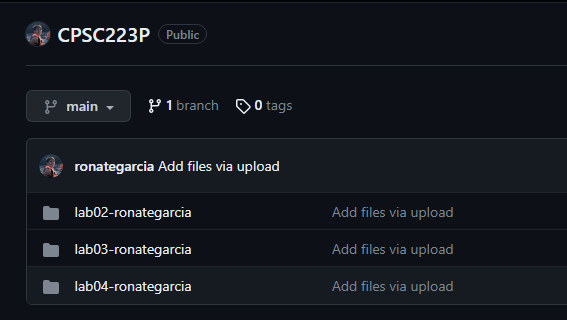 CPSC223P Public
main 1 branch 0 tags
ronategarcia Add files via upload
lab02-ronategarcia Add files via upload
lab03-ronategarcia Add files via upload
lab04-ronategarcia Add files via upload